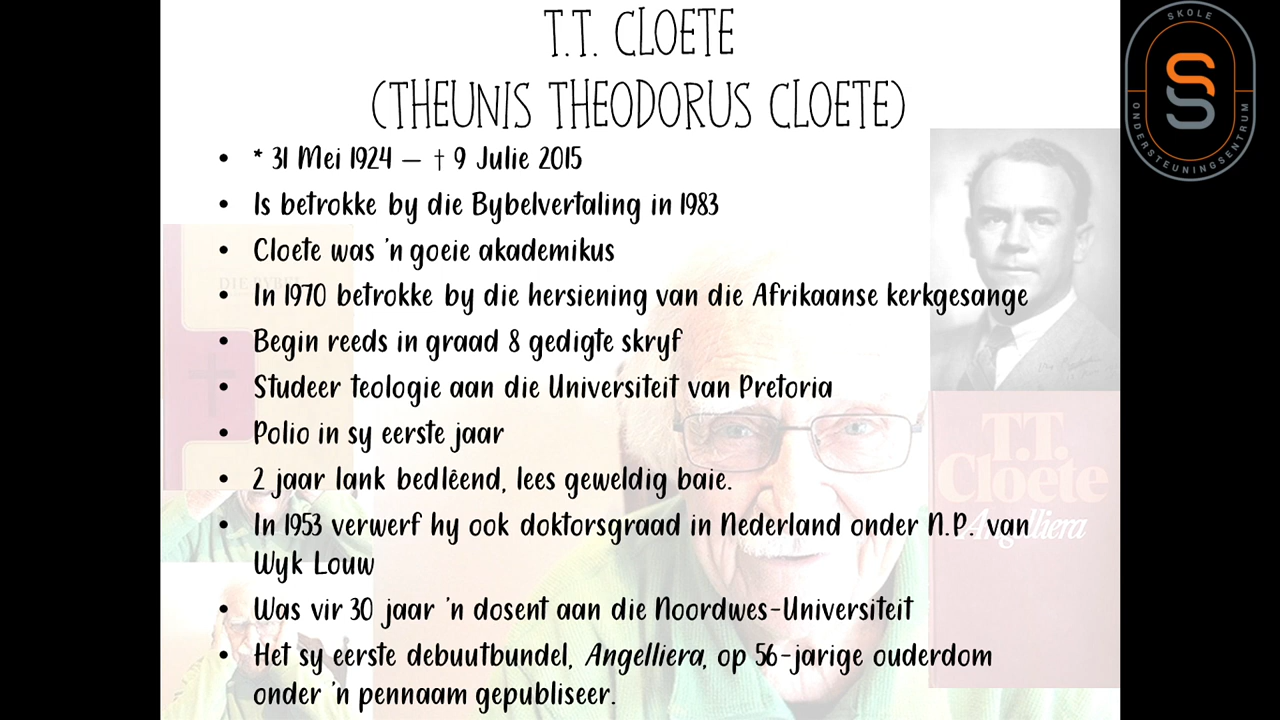 T.T. CLOETE
(THEUNIS THEODORUS CLOETE)
• * 31 Mei 1924 – † 9 Julie 2015
• Is betrokke by die Bybelvertaling in 1983
• Cloete was 'n goeie akademikus
• In 1970 betrokke by die hersiening van die Afrikaanse kerkgesange
• Begin reeds in graad 8 gedigte skryf
• Studeer teologie aan die Universiteit van Pretoria
• Polio in sy eerste jaar
• 2 jaar lank bedlêend, lees geweldig baie.
• In 1953 verwerf hy ook doktorsgraad in Nederland onder N.P. van
Wyk Louw
• Was vir 30 jaar 'n dosent aan die Noordwes-Universiteit
• Het sy eerste debuutbundel, Angelliera, op 56-jarige ouderdom
onder 'n pennaam gepubliseer.
SKOLE
ONDERSTEUNINGSENTRUM
DIE BYBEL
T.T.
Cloete
Angelliera